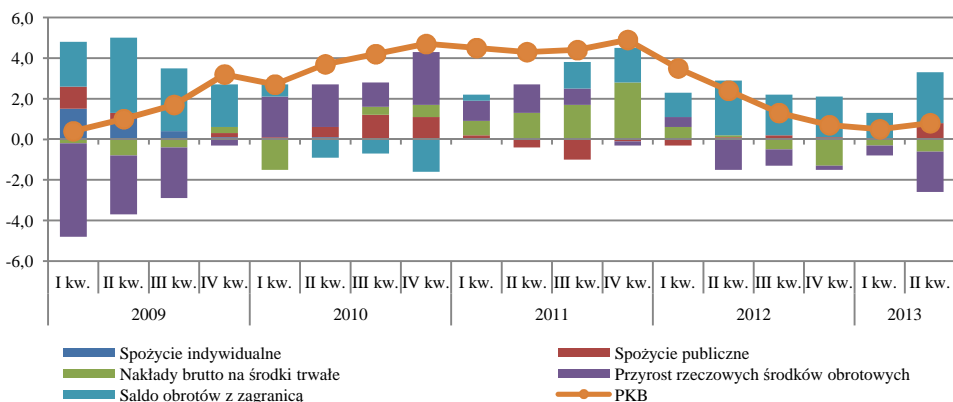 6,0
4,0
2,0
0,0
-2,0
-4,0
-6,0
I kw. II kw. III kw. IV kw. I kw. II kw. III kw. IV kw. I kw. II kw. III kw. IV kw. I kw. II kw. III kw. IV kw. I kw. II kw.
2009 2010 2011 2012 2013
Spożycie indywidualne Spożycie publiczne
Nakłady brutto na środki trwałe Przyrost rzeczowych środków obrotowych
Saldo obrotów z zagranicą PKB